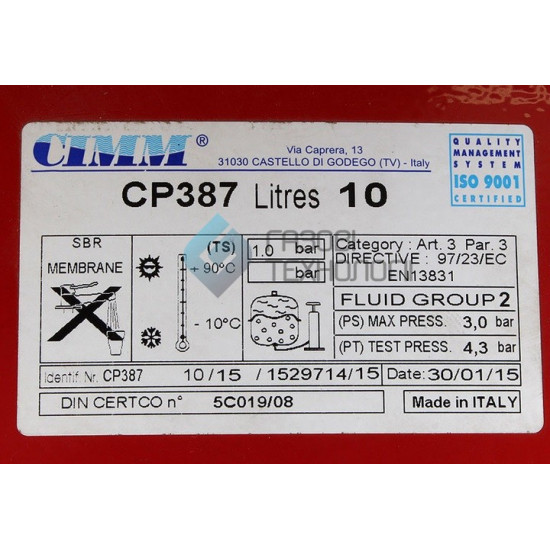 CIMM ®
Via Caprera, 13
31030 CASTELLO DI GODEGO (TV) - Italy
QUALITY
MANAGEMENT
SYSTEM
ISO 9001
CERTIFIED
CP387 Litres 10
SBR
MEMBRANE
(TS)
+ 90°C
- 10°C
1.0 bar
bar
Category : Art. 3 Par. 3
DIRECTIVE : 97/23/EC
EN13831
FLUID GROUP 2
(PS) MAX PRESS. 3,0 bar
(PT) TEST PRESS. 4,3 bar
Identif. Nr. CP387 10/15 / 1529714/15 Date: 30/01/15
DIN CERTCO n° 5C019/08 Made in ITALY
ГАЗОВІ
ТЕХНОЛОГІЇ